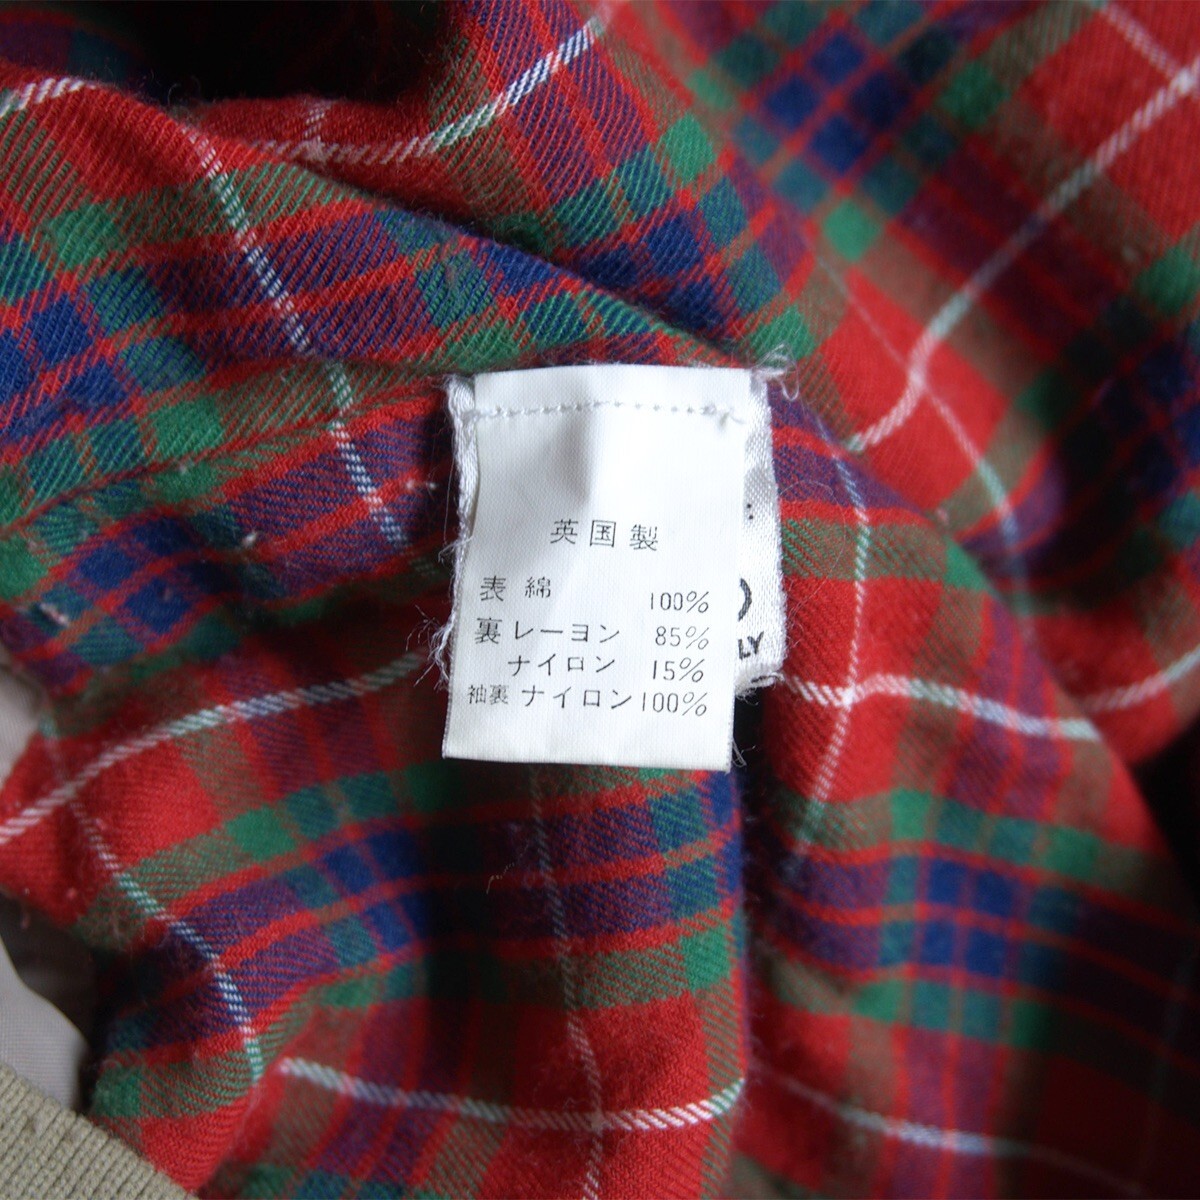 英国製
表 綿 100%
裏 レーヨン 85%
ナイロン 15%
袖裏 ナイロン 100%
LY